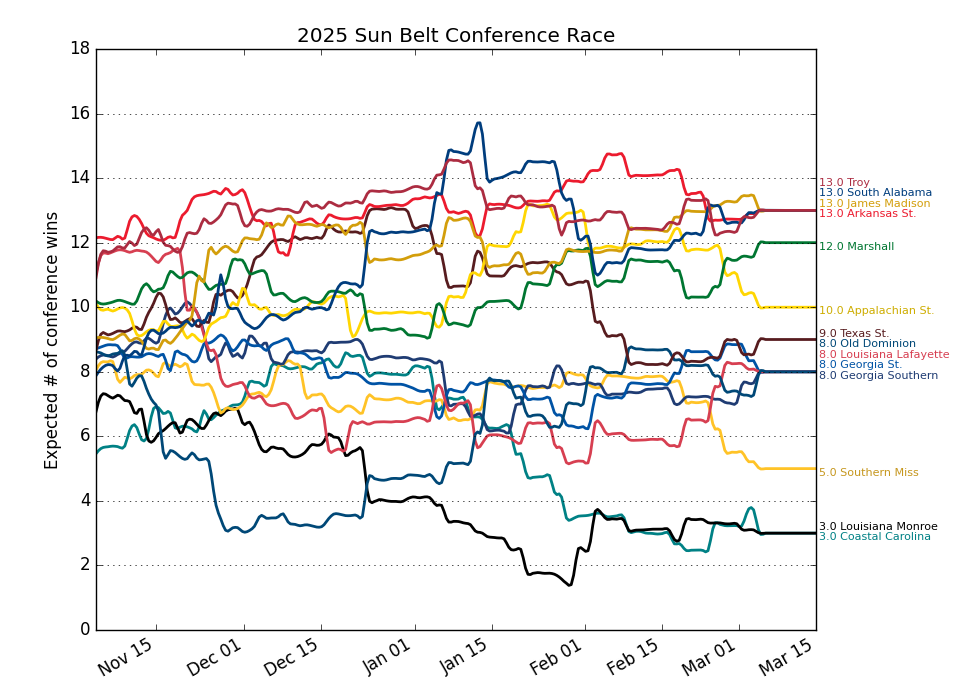 2025 Sun Belt Conference Race
Expected # of conference wins
18
16
14
12
10
8
6
4
2
0
Nov 15
Dec 01
Dec 15
Jan 01
Jan 15
Feb 01
Feb 15
Mar 01
Mar 15
13.0 Troy
13.0 South Alabama
13.0 James Madison
13.0 Arkansas St.
12.0 Marshall
10.0 Appalachian St.
9.0 Texas St.
8.0 Old Dominion
8.0 Louisiana Lafayette
8.0 Georgia St.
8.0 Georgia Southern
5.0 Southern Miss
3.0 Louisiana Monroe
3.0 Coastal Carolina